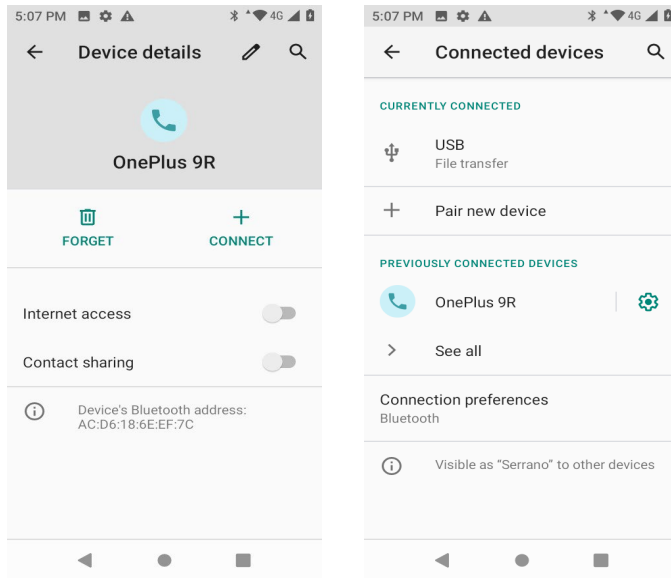 5:07 PM 4G
Device details
OnePlus 9R
FORGET CONNECT
Internet access
Contact sharing
Device's Bluetooth address:
AC:D6:18:6E:EF:7C
5:07 PM 4G
Connected devices
CURRENTLY CONNECTED
USB
File transfer
Pair new device
PREVIOUSLY CONNECTED DEVICES
OnePlus 9R
See all
Connection preferences
Bluetooth
Visible as “Serrano” to other devices